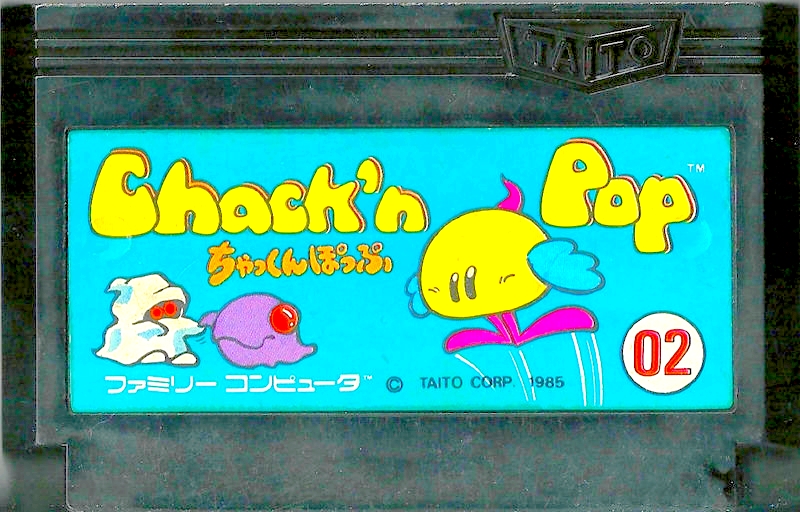 TAITO
Chack'n Pop™
ちゃっくんぽっぷ
02
ファミリー コンピュータ™ © TAITO CORP. 1985